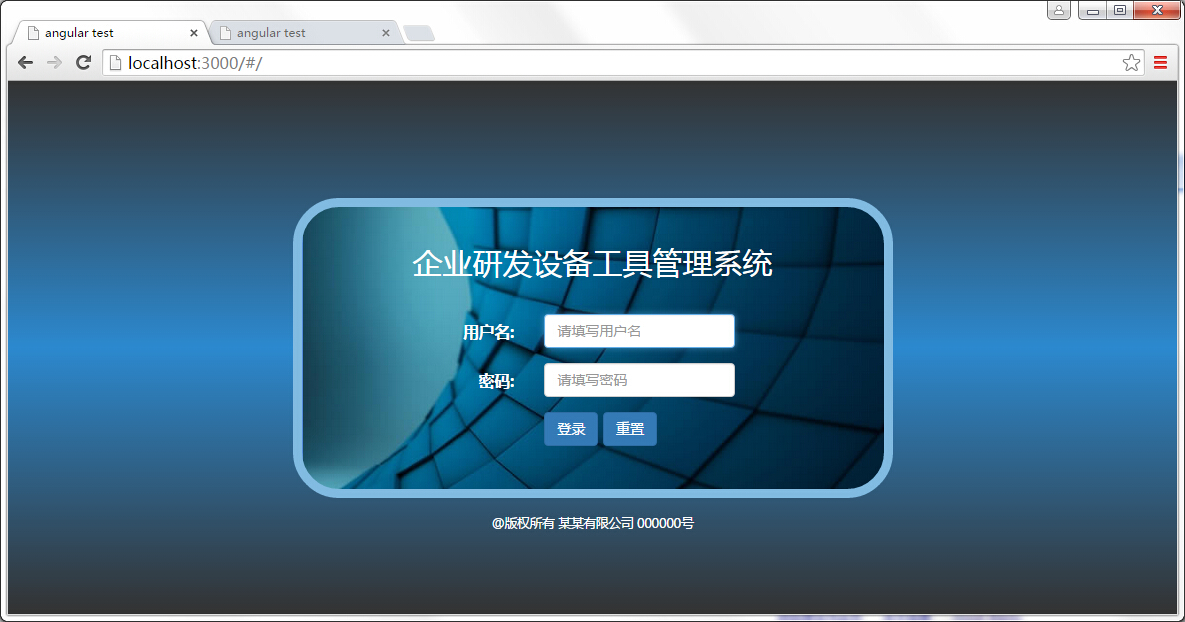 angular test
angular test
localhost:3000/#/
企业研发设备工具管理系统
用户名: 请填写用户名
密码: 请填写密码
登录 重置
@版权所有 某某有限公司 000000号